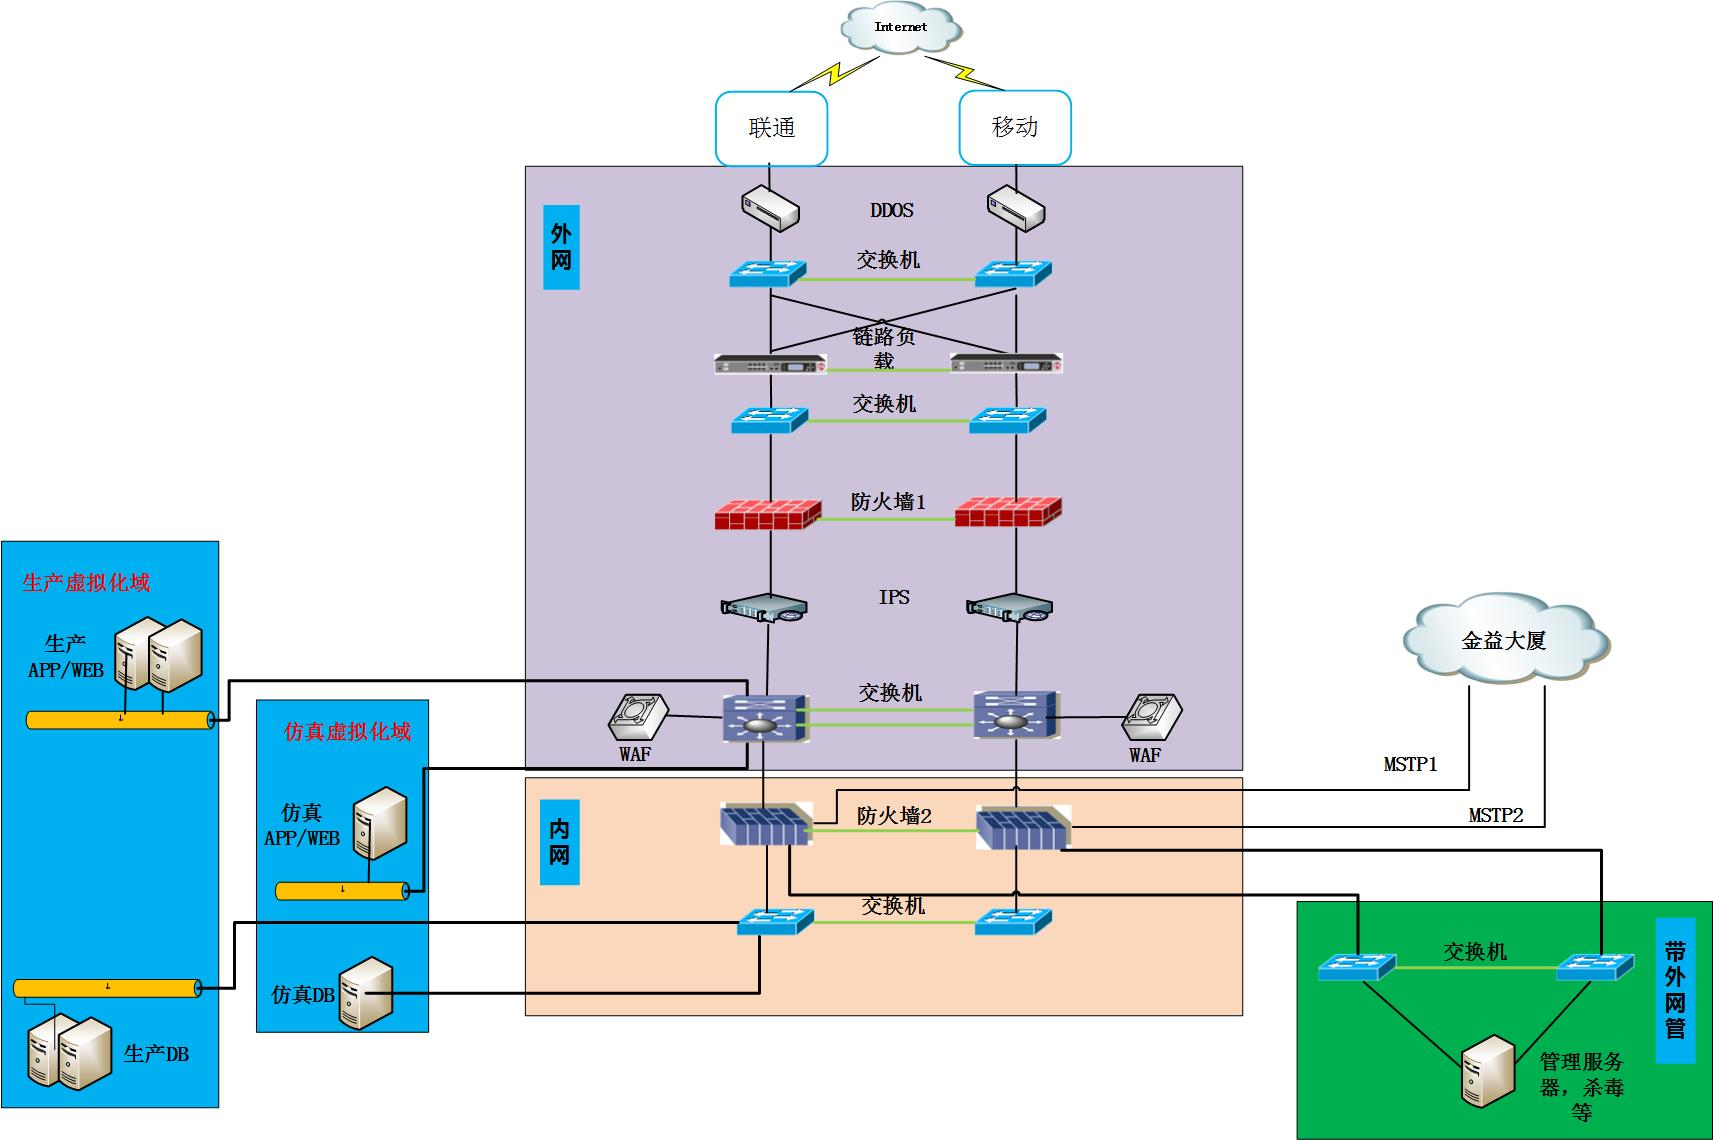 Internet
联通
移动
外
网
DDOS
交换机
链路负
载
交换机
防火墙1
IPS
生产虚拟化域
生产
APP/WEB
仿真虚拟化域
仿真
APP/WEB
交换机
WAF
WAF
金益大厦
MSTP1
MSTP2
内
网
防火墙2
交换机
仿真DB
生产DB
带
外
网
管
交换机
管理服务
器，杀毒
等